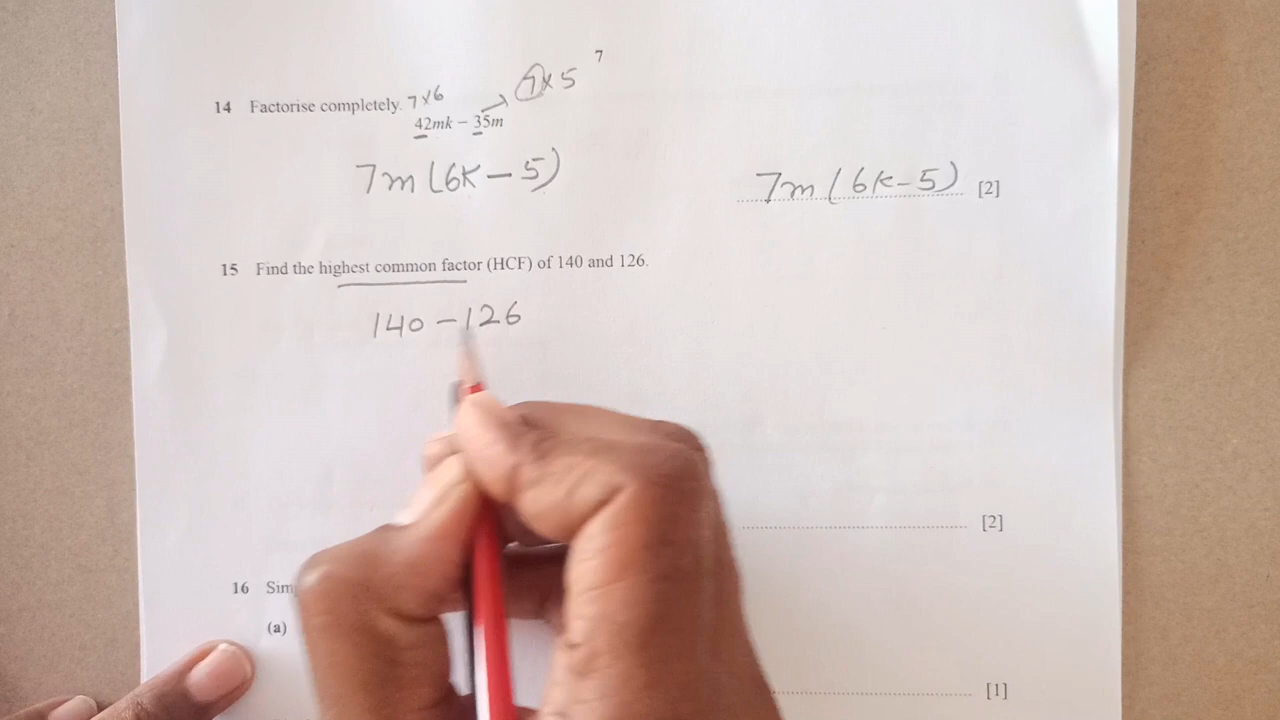 7
7×5
14 Factorise completely. 7×6
42mk − 35m
7m(6k−5)
7m(6k−5) [2]
15 Find the highest common factor (HCF) of 140 and 126.
140 −126
[2]
16
(a)
[1]